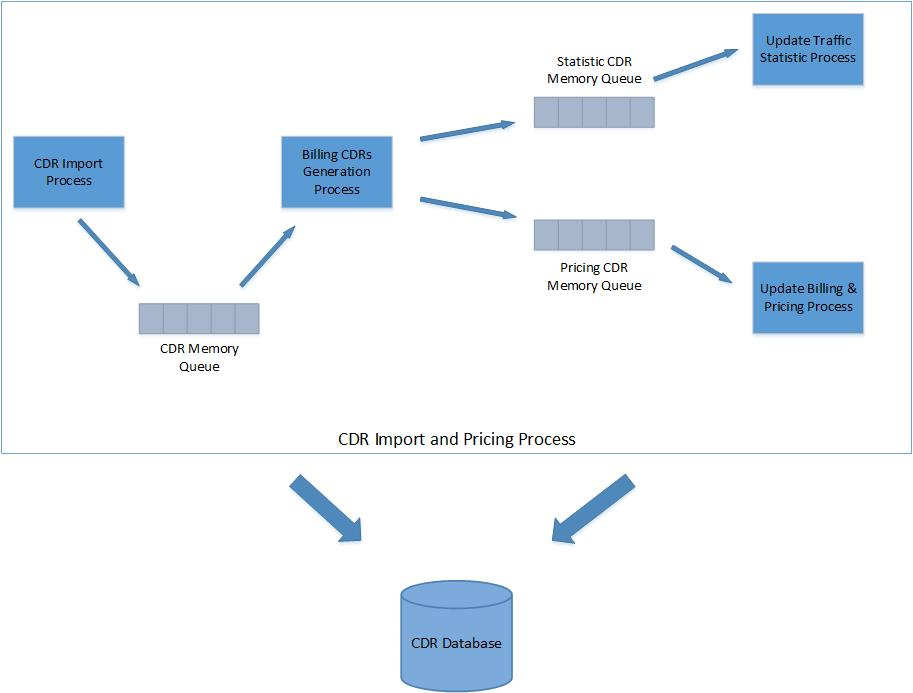 CDR Import
Process
CDR Memory
Queue
Billing CDRs
Generation
Process
Statistic CDR
Memory Queue
Update Traffic
Statistic Process
Pricing CDR
Memory Queue
Update Billing &
Pricing Process
CDR Import and Pricing Process
CDR Database